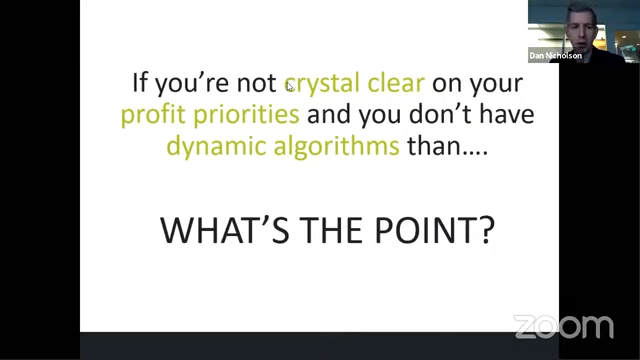 If you're not crystal clear on your
profit priorities and you don't have
dynamic algorithms than....
WHAT'S THE POINT?
Dan Nicholson
zoom